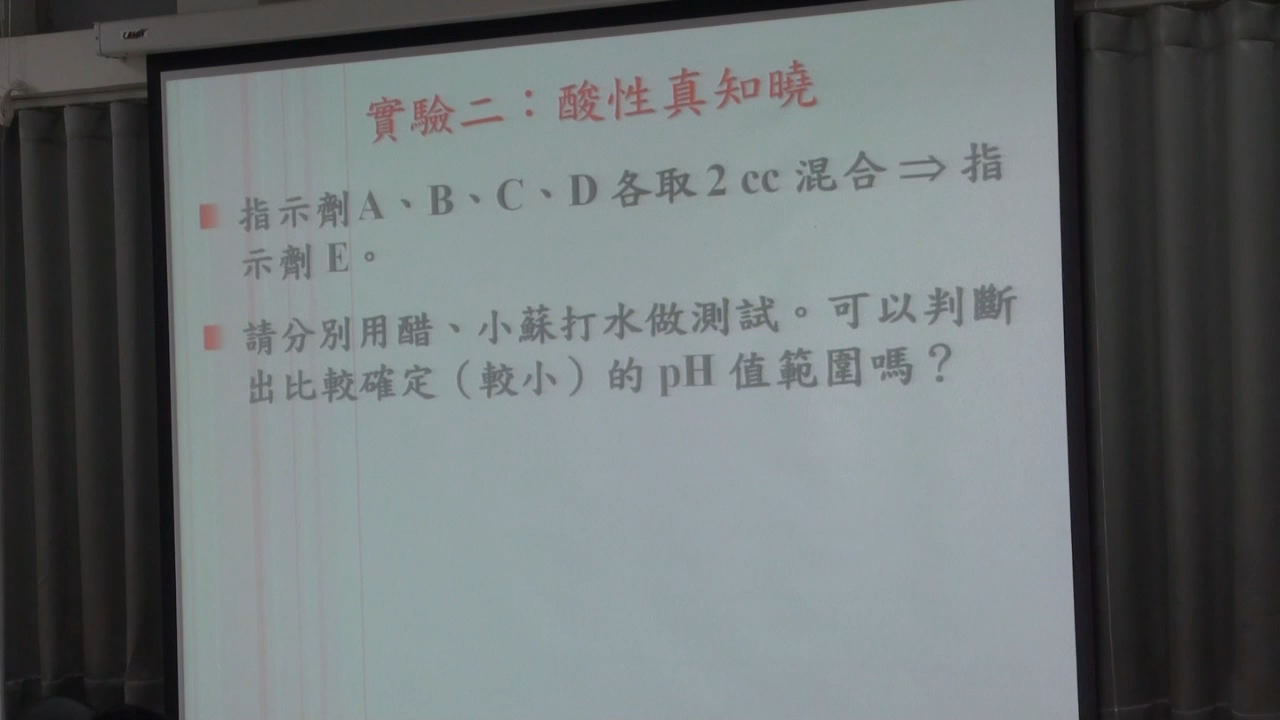 實驗二：酸性真知曉
指示劑A、B、C、D 各取 2 cc 混合 ⇒ 指
示劑 E。
請分別用醋、小蘇打水做測試。可以判斷
出比較確定（較小）的 pH 值範圍嗎？